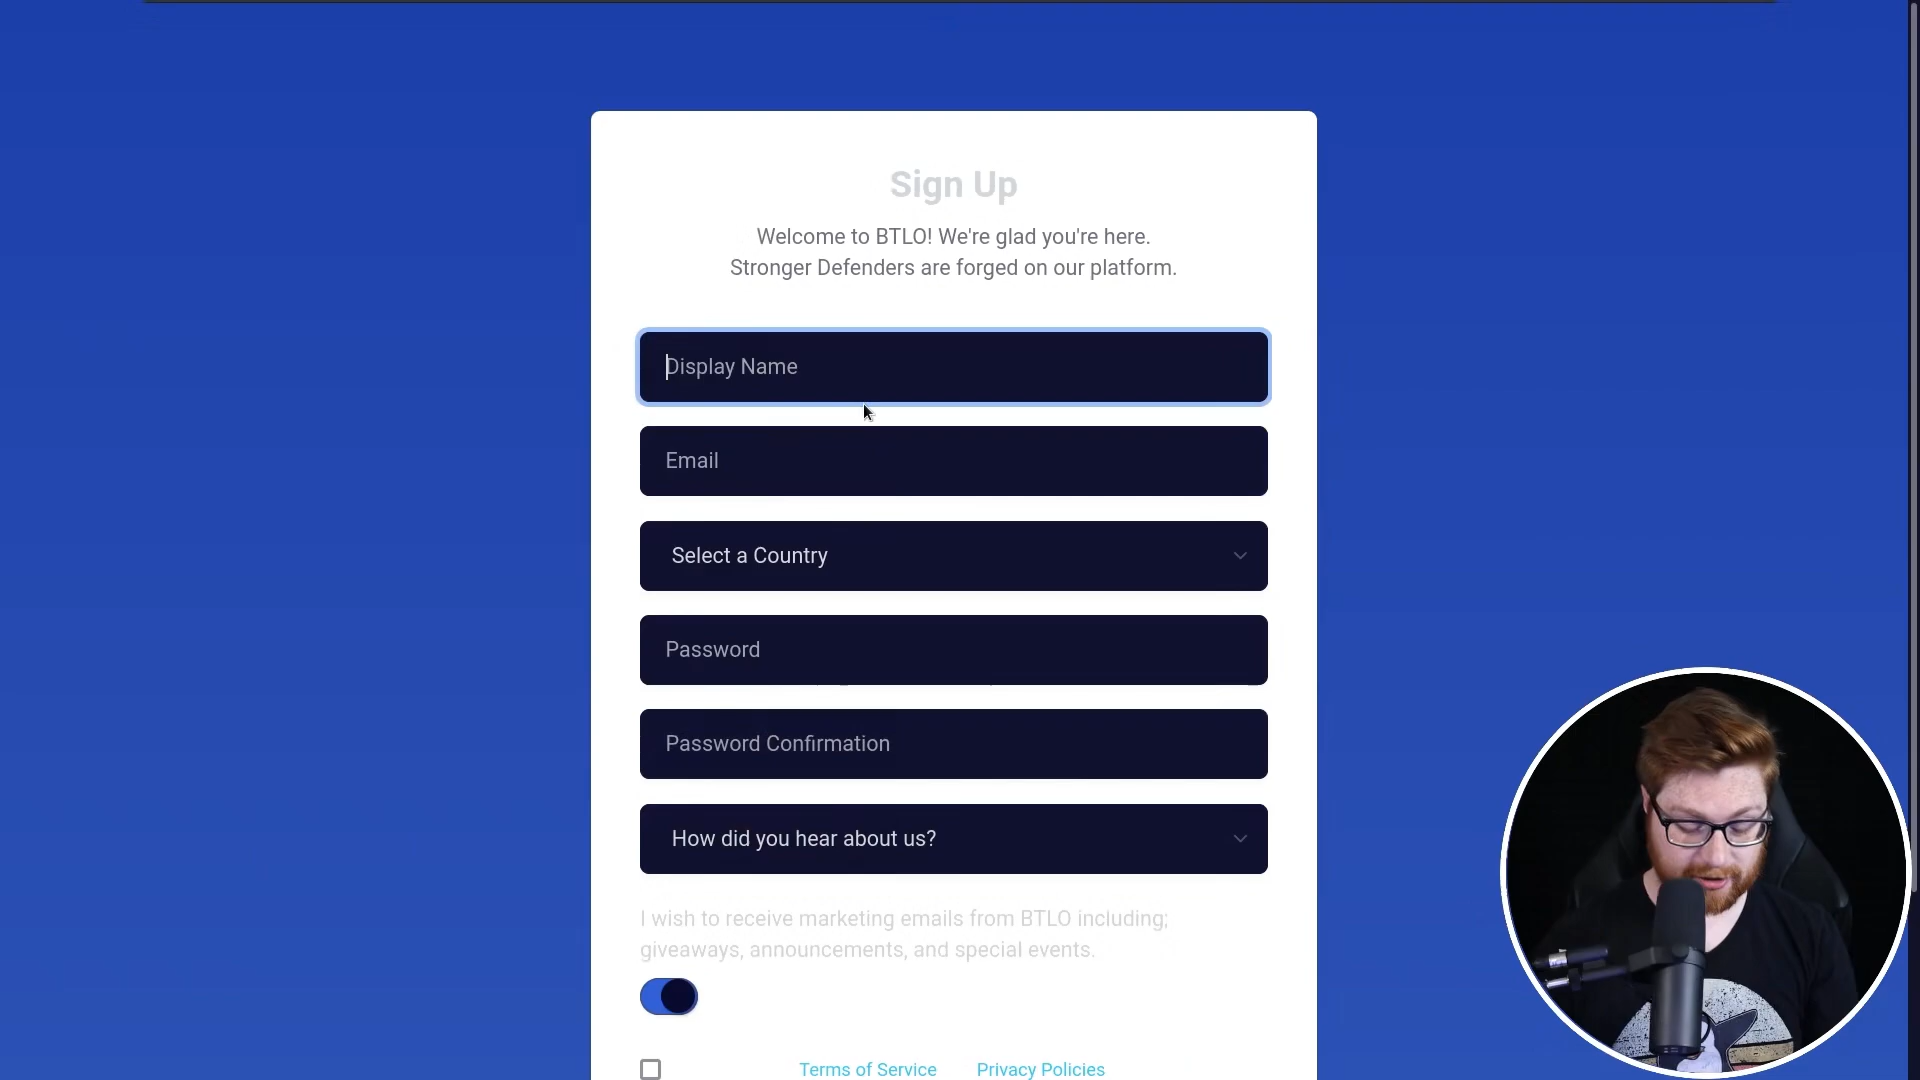 Sign Up
Welcome to BTLO! We're glad you're here.
Stronger Defenders are forged on our platform.
Display Name
Email
Select a Country
Password
Password Confirmation
How did you hear about us?
I wish to receive marketing emails from BTLO including;
giveaways, announcements, and special events.
Terms of Service Privacy Policies